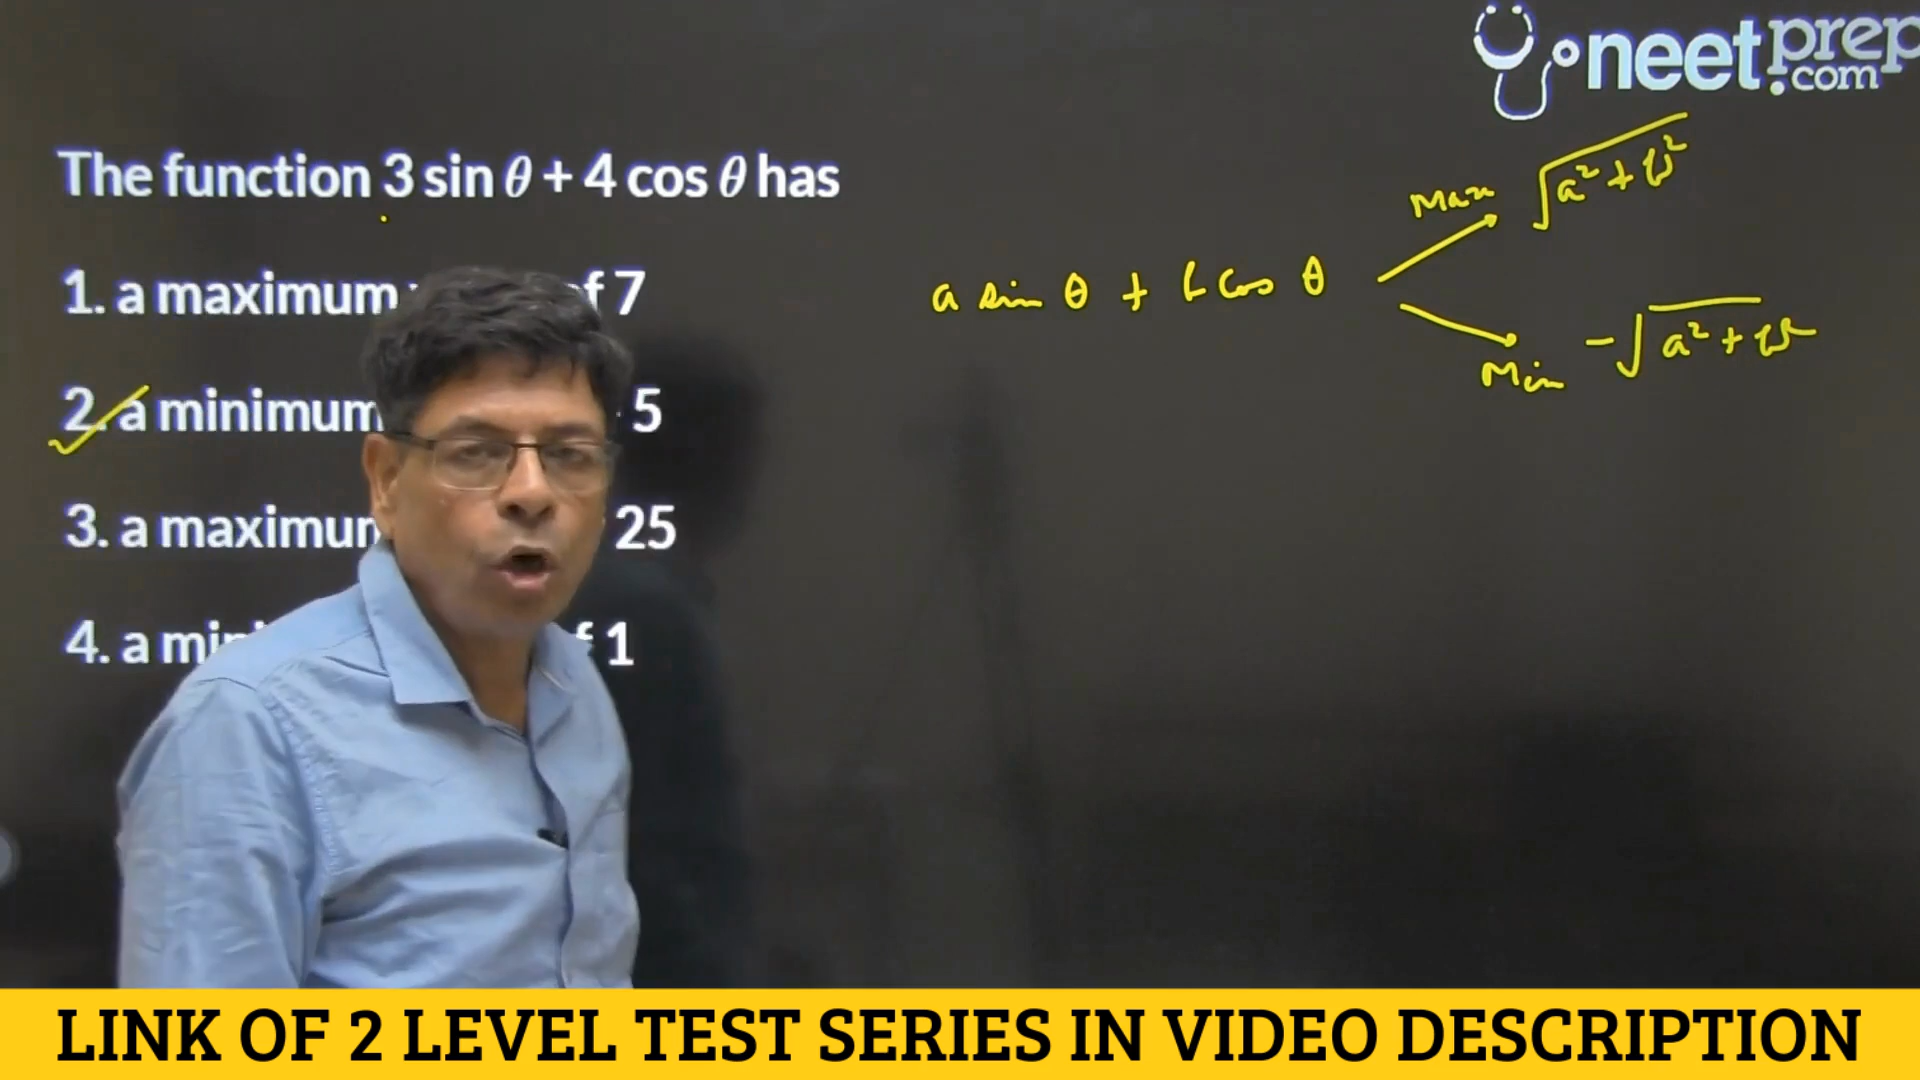 neetprep
.com
The function 3 sin θ + 4 cos θ has
1. a maximum of 7
2. a minimum 5
3. a maximum 25
4. a 1
a sin θ + b cos θ
Max √a² + b²
Min -√a² + b²
LINK OF 2 LEVEL TEST SERIES IN VIDEO DESCRIPTION